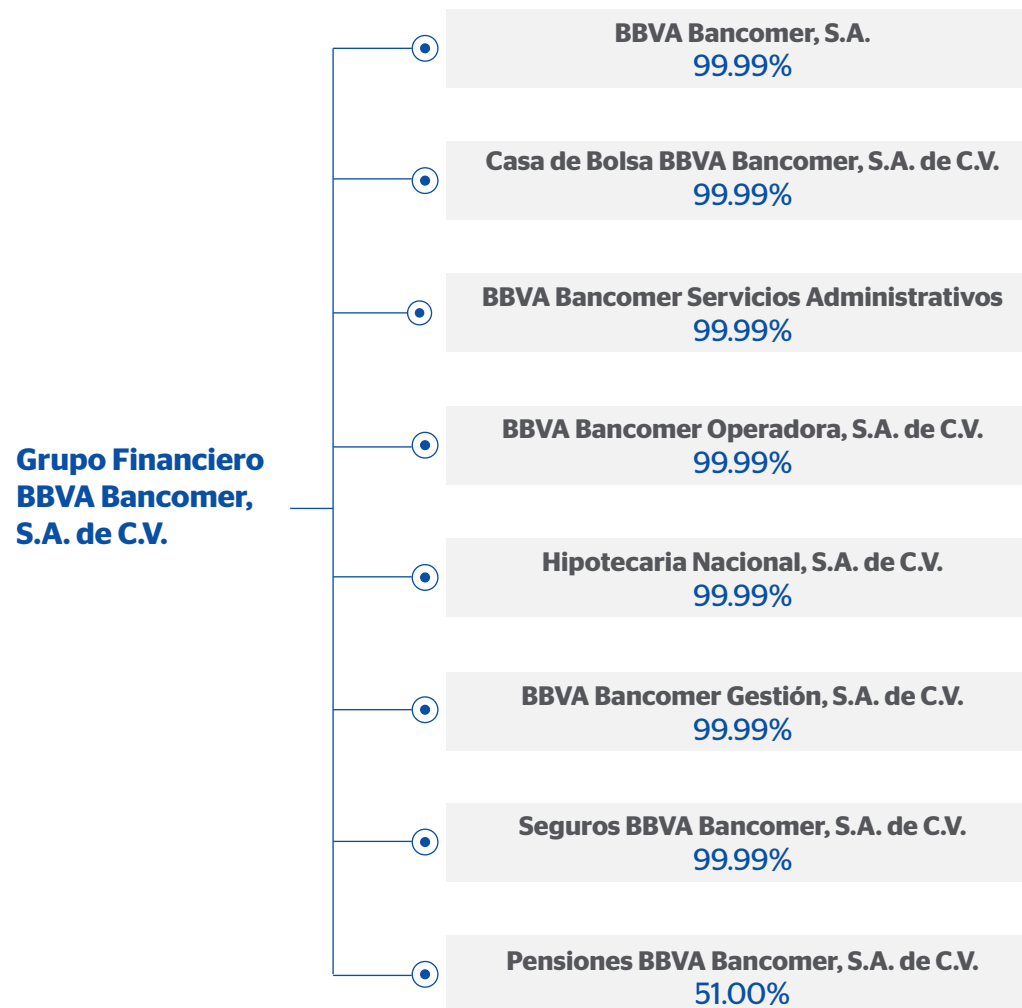 BBVA Bancomer, S.A.
99.99%
Casa de Bolsa BBVA Bancomer, S.A. de C.V.
99.99%
BBVA Bancomer Servicios Administrativos
99.99%
BBVA Bancomer Operadora, S.A. de C.V.
99.99%
Grupo Financiero
BBVA Bancomer,
S.A. de C.V.
Hipotecaria Nacional, S.A. de C.V.
99.99%
BBVA Bancomer Gestión, S.A. de C.V.
99.99%
Seguros BBVA Bancomer, S.A. de C.V.
99.99%
Pensiones BBVA Bancomer, S.A. de C.V.
51.00%